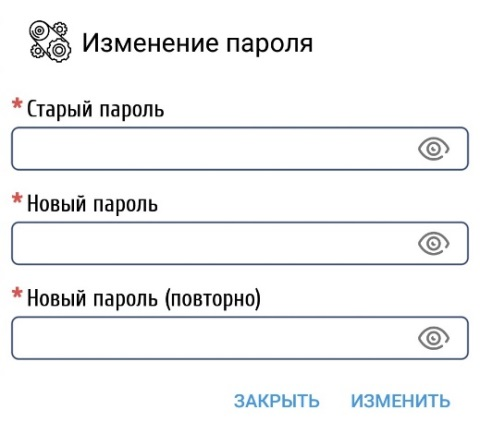 Изменение пароля
* Старый пароль
* Новый пароль
* Новый пароль (повторно)
ЗАКРЫТЬ ИЗМЕНИТЬ